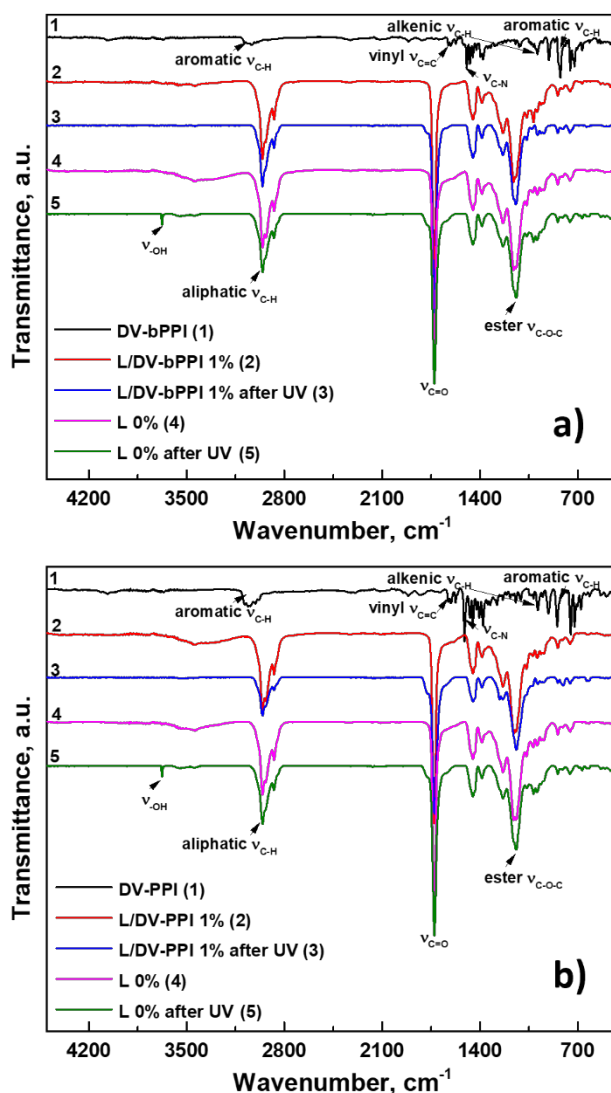 alkenic νC-H
aromatic νC-H
1
aromatic νC-H
vinyl νC=C
νC-N
2
3
4
5
ν-OH
aliphatic νC-H
ester νC-O-C
νC=O
DV-bPPI (1)
L/DV-bPPI 1% (2)
L/DV-bPPI 1% after UV (3)
L 0% (4)
L 0% after UV (5)
a)
Transmittance, a.u.
4200 3500 2800 2100 1400 700
Wavenumber, cm-1
alkenic νC-H
aromatic νC-H
1
aromatic νC-H
vinyl νC=C
νC-N
2
3
4
5
ν-OH
aliphatic νC-H
ester νC-O-C
νC=O
DV-PPI (1)
L/DV-PPI 1% (2)
L/DV-PPI 1% after UV (3)
L 0% (4)
L 0% after UV (5)
b)
Transmittance, a.u.
4200 3500 2800 2100 1400 700
Wavenumber, cm-1